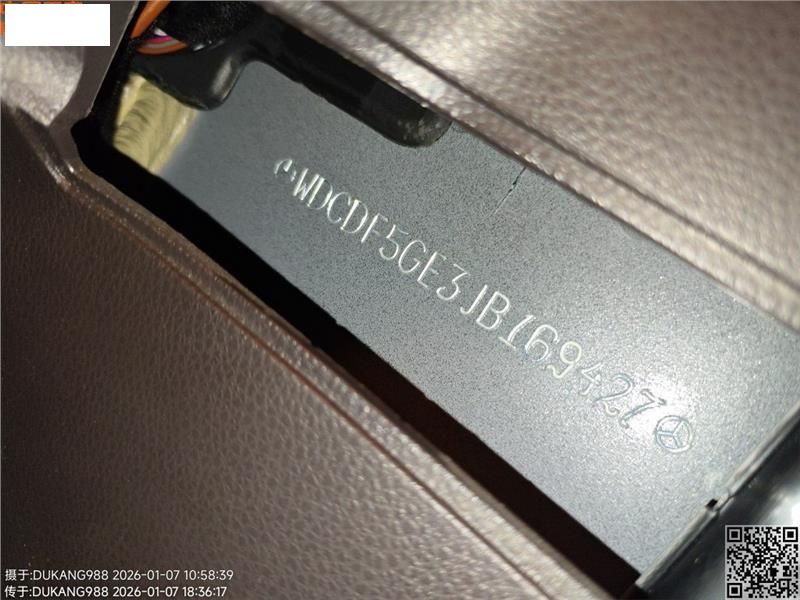 WDCDF5GE3JB169427
摄于:DUKANG988 2026-01-07 10:58:39
传于:DUKANG988 2026-01-07 18:36:17